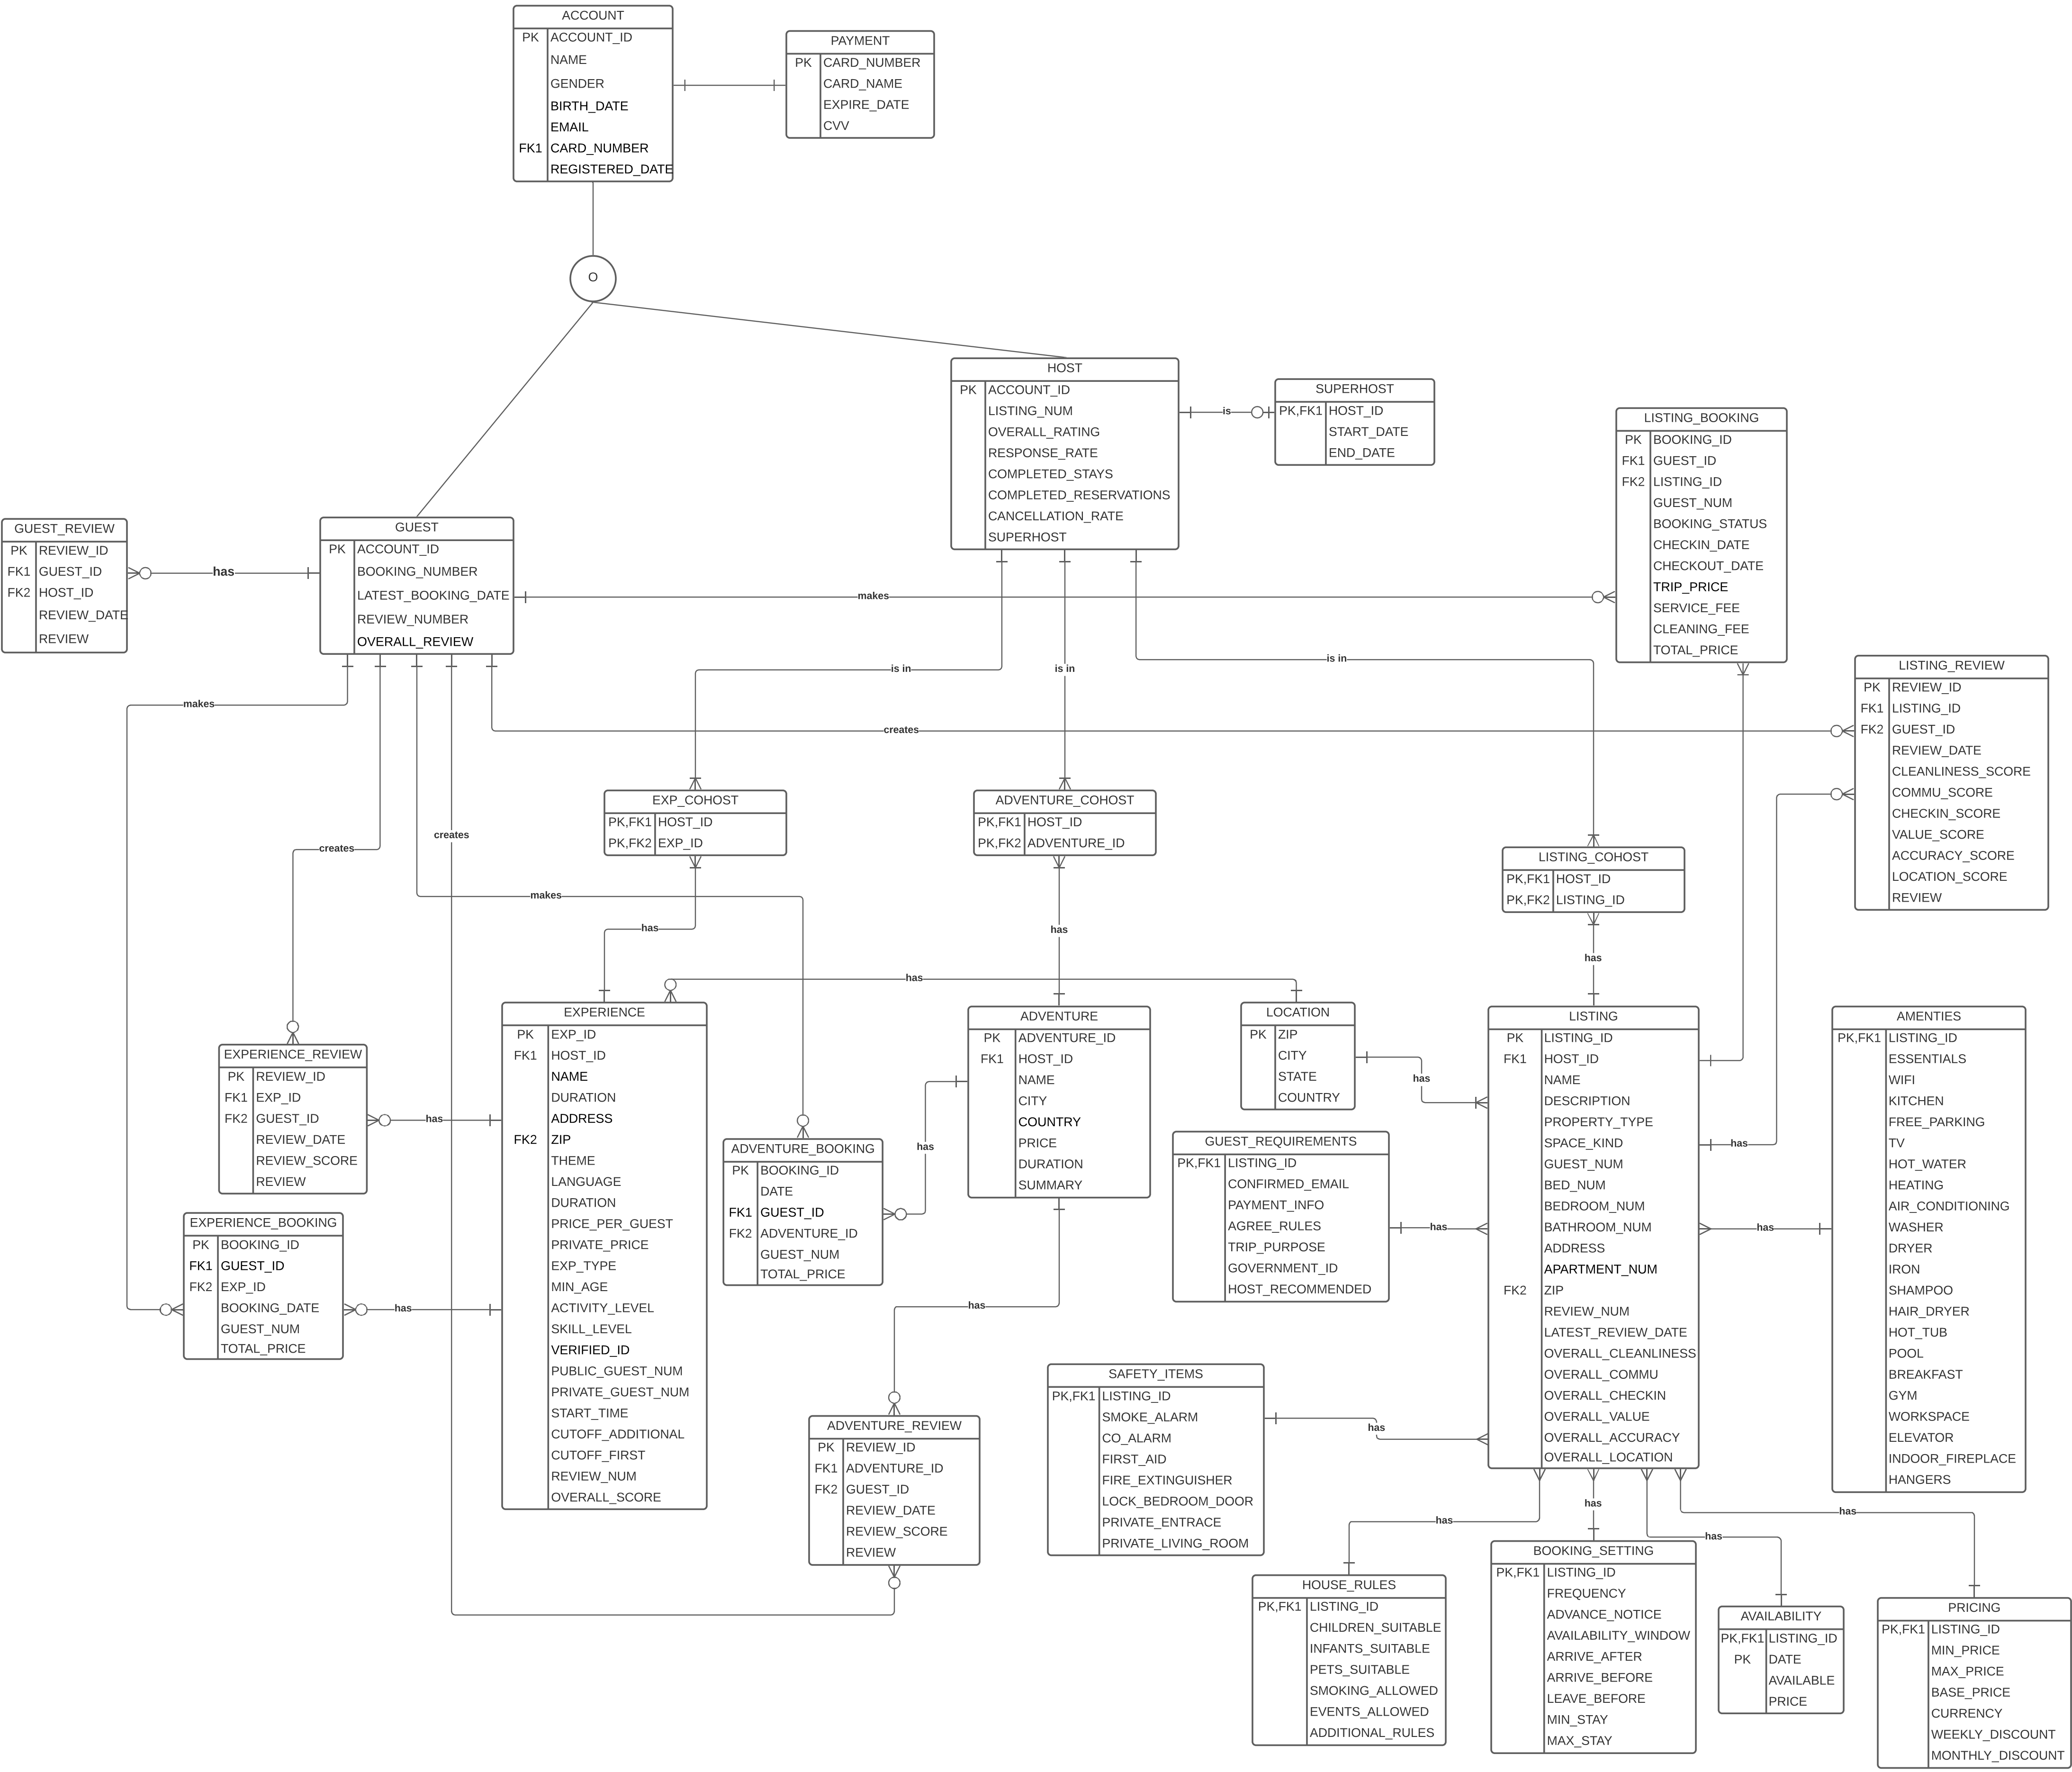 ACCOUNT
PK ACCOUNT_ID
NAME
GENDER
BIRTH_DATE
EMAIL
FK1 CARD_NUMBER
REGISTERED_DATE
PAYMENT
PK CARD_NUMBER
CARD_NAME
EXPIRE_DATE
CVV
O
HOST
PK ACCOUNT_ID
LISTING_NUM
OVERALL_RATING
RESPONSE_RATE
COMPLETED_STAYS
COMPLETED_RESERVATIONS
CANCELLATION_RATE
SUPERHOST
is
SUPERHOST
PK,FK1 HOST_ID
START_DATE
END_DATE
LISTING_BOOKING
PK BOOKING_ID
FK1 GUEST_ID
FK2 LISTING_ID
GUEST_NUM
BOOKING_STATUS
CHECKIN_DATE
CHECKOUT_DATE
TRIP_PRICE
SERVICE_FEE
CLEANING_FEE
TOTAL_PRICE
GUEST_REVIEW
PK REVIEW_ID
FK1 GUEST_ID
FK2 HOST_ID
REVIEW_DATE
REVIEW
has
GUEST
PK ACCOUNT_ID
BOOKING_NUMBER
LATEST_BOOKING_DATE
REVIEW_NUMBER
OVERALL_REVIEW
makes
is in
is in
is in
makes
creates
LISTING_REVIEW
PK REVIEW_ID
FK1 LISTING_ID
FK2 GUEST_ID
REVIEW_DATE
CLEANLINESS_SCORE
COMMU_SCORE
CHECKIN_SCORE
VALUE_SCORE
ACCURACY_SCORE
LOCATION_SCORE
REVIEW
EXP_COHOST
PK,FK1 HOST_ID
PK,FK2 EXP_ID
ADVENTURE_COHOST
PK,FK1 HOST_ID
PK,FK2 ADVENTURE_ID
LISTING_COHOST
PK,FK1 HOST_ID
PK,FK2 LISTING_ID
creates
creates
makes
has
has
has
has
EXPERIENCE
PK EXP_ID
FK1 HOST_ID
NAME
DURATION
ADDRESS
FK2 ZIP
THEME
LANGUAGE
DURATION
PRICE_PER_GUEST
PRIVATE_PRICE
EXP_TYPE
MIN_AGE
ACTIVITY_LEVEL
SKILL_LEVEL
VERIFIED_ID
PUBLIC_GUEST_NUM
PRIVATE_GUEST_NUM
START_TIME
CUTOFF_ADDITIONAL
CUTOFF_FIRST
REVIEW_NUM
OVERALL_SCORE
ADVENTURE
PK ADVENTURE_ID
FK1 HOST_ID
NAME
CITY
COUNTRY
PRICE
DURATION
SUMMARY
LOCATION
PK ZIP
CITY
STATE
COUNTRY
has
LISTING
PK LISTING_ID
FK1 HOST_ID
NAME
DESCRIPTION
PROPERTY_TYPE
SPACE_KIND
GUEST_NUM
BED_NUM
BEDROOM_NUM
BATHROOM_NUM
ADDRESS
APARTMENT_NUM
FK2 ZIP
REVIEW_NUM
LATEST_REVIEW_DATE
OVERALL_CLEANLINESS
OVERALL_COMMU
OVERALL_CHECKIN
OVERALL_VALUE
OVERALL_ACCURACY
OVERALL_LOCATION
has
has
AMENTIES
PK,FK1 LISTING_ID
ESSENTIALS
WIFI
KITCHEN
FREE_PARKING
TV
HOT_WATER
HEATING
AIR_CONDITIONING
WASHER
DRYER
IRON
SHAMPOO
HAIR_DRYER
HOT_TUB
POOL
BREAKFAST
GYM
WORKSPACE
ELEVATOR
INDOOR_FIREPLACE
HANGERS
EXPERIENCE_REVIEW
PK REVIEW_ID
FK1 EXP_ID
FK2 GUEST_ID
REVIEW_DATE
REVIEW_SCORE
REVIEW
has
EXPERIENCE_BOOKING
PK BOOKING_ID
FK1 GUEST_ID
FK2 EXP_ID
BOOKING_DATE
GUEST_NUM
TOTAL_PRICE
has
ADVENTURE_BOOKING
PK BOOKING_ID
DATE
FK1 GUEST_ID
FK2 ADVENTURE_ID
GUEST_NUM
TOTAL_PRICE
has
has
GUEST_REQUIREMENTS
PK,FK1 LISTING_ID
CONFIRMED_EMAIL
PAYMENT_INFO
AGREE_RULES
TRIP_PURPOSE
GOVERNMENT_ID
HOST_RECOMMENDED
has
SAFETY_ITEMS
PK,FK1 LISTING_ID
SMOKE_ALARM
CO_ALARM
FIRST_AID
FIRE_EXTINGUISHER
LOCK_BEDROOM_DOOR
PRIVATE_ENTRACE
PRIVATE_LIVING_ROOM
has
ADVENTURE_REVIEW
PK REVIEW_ID
FK1 ADVENTURE_ID
FK2 GUEST_ID
REVIEW_DATE
REVIEW_SCORE
REVIEW
has
has
has
has
HOUSE_RULES
PK,FK1 LISTING_ID
CHILDREN_SUITABLE
INFANTS_SUITABLE
PETS_SUITABLE
SMOKING_ALLOWED
EVENTS_ALLOWED
ADDITIONAL_RULES
BOOKING_SETTING
PK,FK1 LISTING_ID
FREQUENCY
ADVANCE_NOTICE
AVAILABILITY_WINDOW
ARRIVE_AFTER
ARRIVE_BEFORE
LEAVE_BEFORE
MIN_STAY
MAX_STAY
AVAILABILITY
PK,FK1 LISTING_ID
PK DATE
AVAILABLE
PRICE
PRICING
PK,FK1 LISTING_ID
MIN_PRICE
MAX_PRICE
BASE_PRICE
CURRENCY
WEEKLY_DISCOUNT
MONTHLY_DISCOUNT